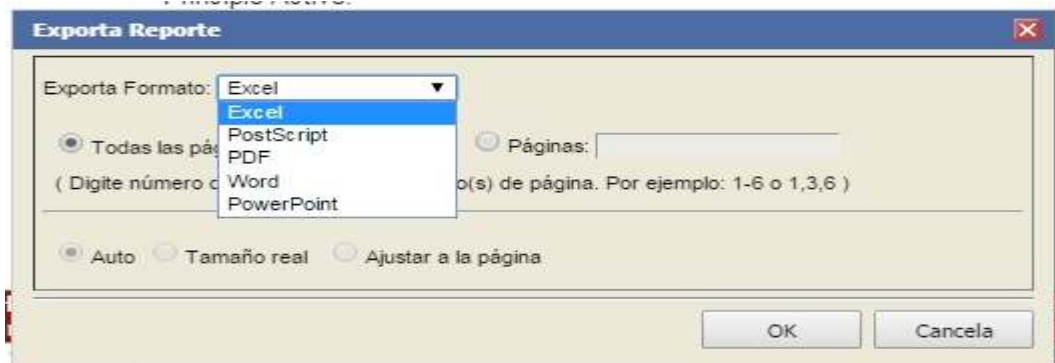 Exporta Reporte
Exporta Formato: Excel
Excel
PostScript
PDF
Word
PowerPoint
Todas las pá
Páginas:
( Digite número
o(s) de página. Por ejemplo: 1-6 o 1,3,6 )
Auto Tamaño real Ajustar a la página
OK Cancela